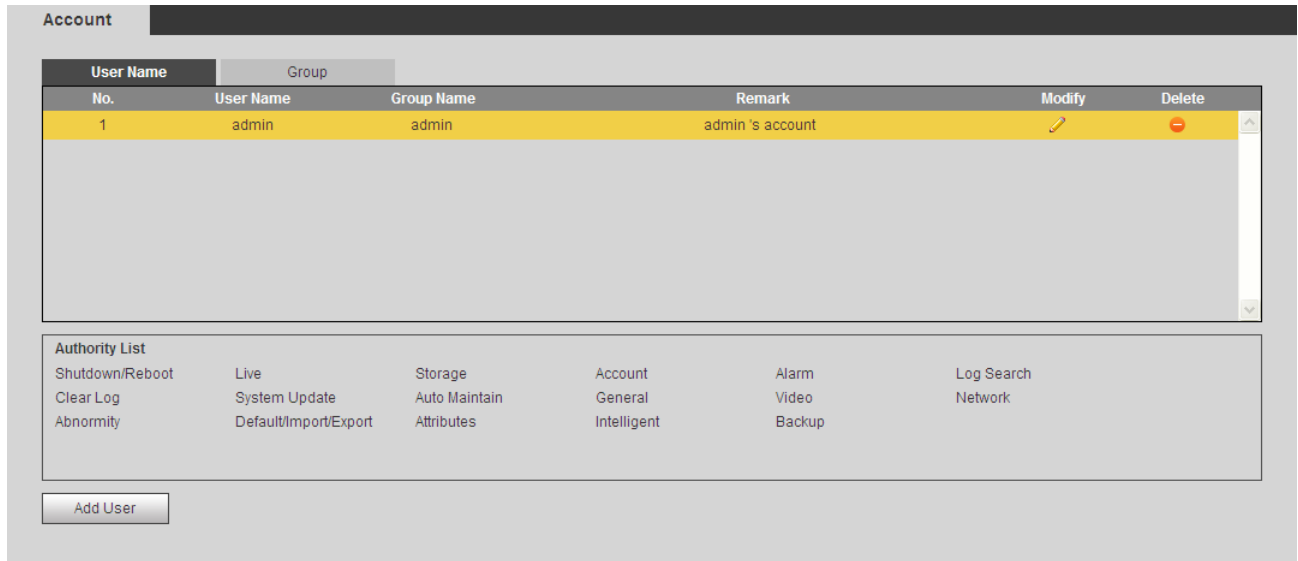 Account
User Name Group
No. User Name Group Name Remark Modify Delete
1 admin admin admin 's account
Authority List
Shutdown/Reboot Live Storage Account Alarm Log Search
Clear Log System Update Auto Maintain General Video Network
Abnormity Default/Import/Export Attributes Intelligent Backup
Add User